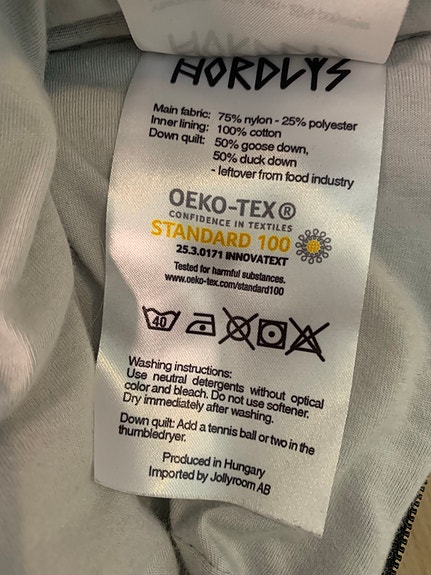 NORDLYS
Main fabric: 75% nylon - 25% polyester
Inner lining: 100% cotton
Down quilt: 50% goose down,
50% duck down
- leftover from food industry
OEKO-TEX®
CONFIDENCE IN TEXTILES
STANDARD 100
25.3.0171 INNOVATEXT
Tested for harmful substances.
www.oeko-tex.com/standard100
40
Washing instructions:
Use neutral detergents without optical
color and bleach. Do not use softener.
Dry immediately after washing.
Down quilt: Add a tennis ball or two in the
thumbledryer.
Produced in Hungary
Imported by Jollyroom AB